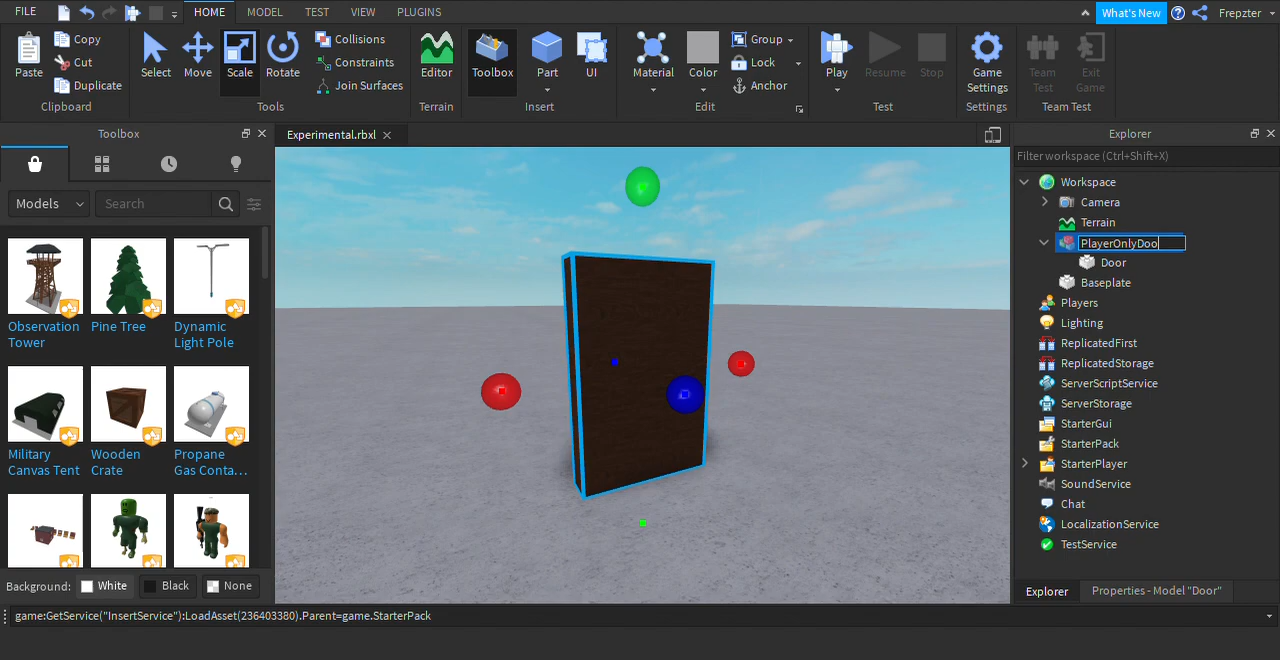 FILE
HOME
MODEL
TEST
VIEW
PLUGINS
What's New
Frepzter
Paste
Copy
Cut
Duplicate
Clipboard
Select
Move
Scale
Rotate
Collisions
Constraints
Join Surfaces
Tools
Editor
Terrain
Toolbox
Part
UI
Insert
Material
Color
Group
Lock
Anchor
Edit
Play
Resume
Stop
Test
Game
Settings
Settings
Team
Test
Exit
Game
Team Test
Toolbox
Models
Search
Observation
Tower
Pine Tree
Dynamic
Light Pole
Military
Canvas Tent
Wooden
Crate
Propane
Gas Conta...
Background:
White
Black
None
Experimental.rbxl
Explorer
Filter workspace (Ctrl+Shift+X)
Workspace
Camera
Terrain
PlayerOnlyDoo
Door
Baseplate
Players
Lighting
ReplicatedFirst
ReplicatedStorage
ServerScriptService
ServerStorage
StarterGui
StarterPack
StarterPlayer
SoundService
Chat
LocalizationService
TestService
Explorer
Properties - Model "Door"
game:GetService("InsertService"):LoadAsset(236403380).Parent=game.StarterPack